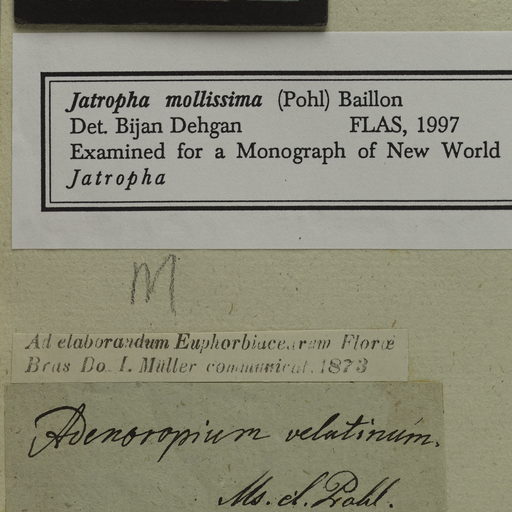 Jatropha mollissima (Pohl) Baillon
Det. Bijan Dehgan FLAS, 1997
Examined for a Monograph of New World
Jatropha
M
Ad elaborandum Euphorbiacearum Floræ
Bras Do. I. Müller communicat. 1873
Adenoropium velutinum.
Ms. d. Pohl.